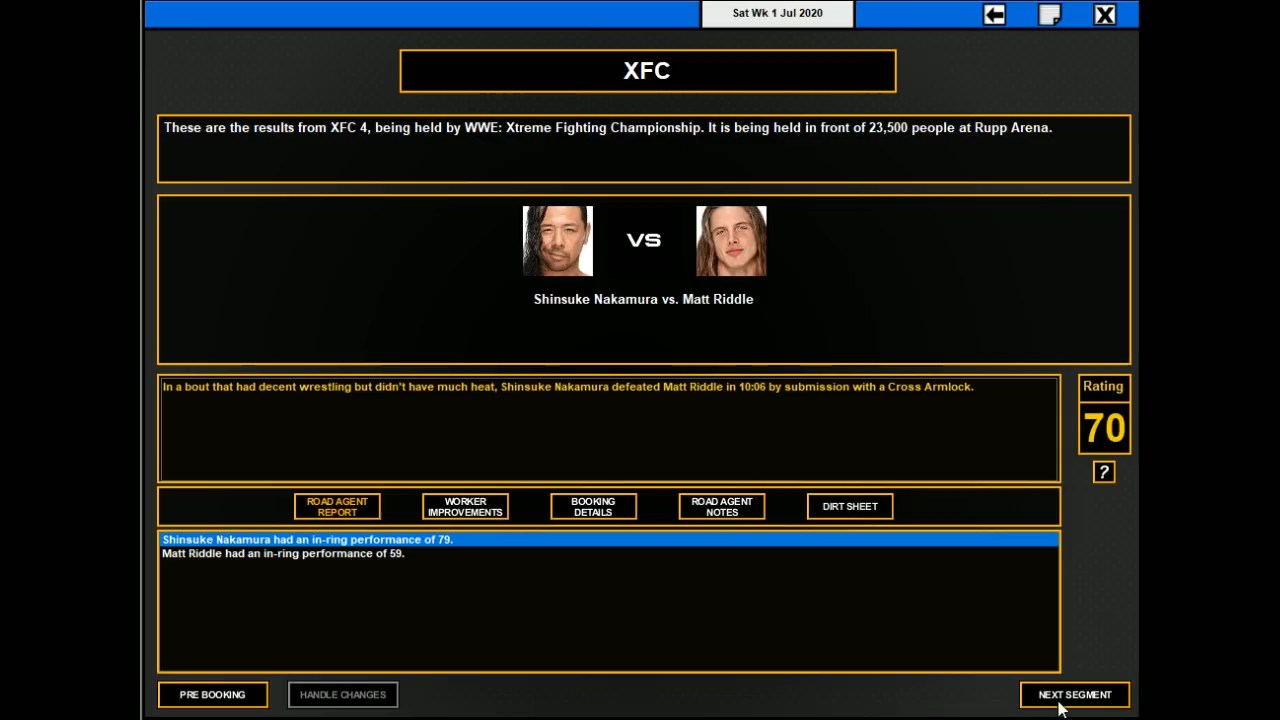 Sat Wk 1 Jul 2020
XFC
These are the results from XFC 4, being held by WWE: Xtreme Fighting Championship. It is being held in front of 23,500 people at Rupp Arena.
VS
Shinsuke Nakamura vs. Matt Riddle
In a bout that had decent wrestling but didn't have much heat, Shinsuke Nakamura defeated Matt Riddle in 10:06 by submission with a Cross Armlock.
Rating
70
?
ROAD AGENT
REPORT
WORKER
IMPROVEMENTS
BOOKING
DETAILS
ROAD AGENT
NOTES
DIRT SHEET
Shinsuke Nakamura had an in-ring performance of 79.
Matt Riddle had an in-ring performance of 59.
PRE BOOKING
HANDLE CHANGES
NEXT SEGMENT